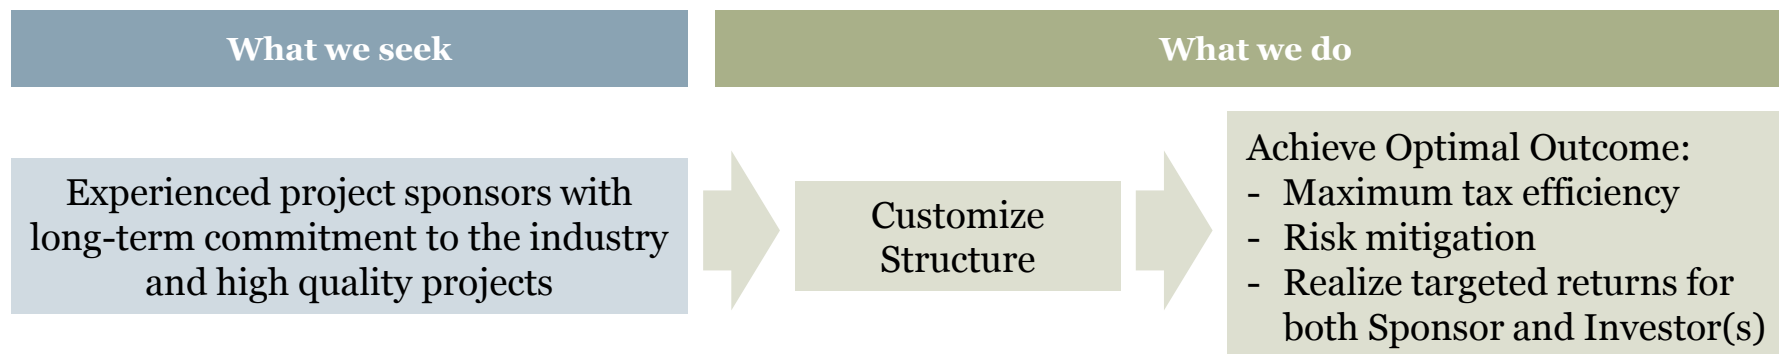 What we seek
What we do
Experienced project sponsors with
long-term commitment to the industry
and high quality projects
Customize
Structure
Achieve Optimal Outcome:
- Maximum tax efficiency
- Risk mitigation
- Realize targeted returns for
both Sponsor and Investor(s)